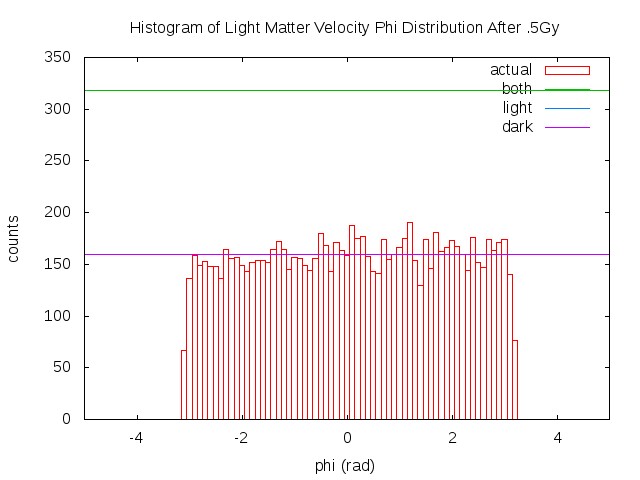 Histogram of Light Matter Velocity Phi Distribution After .5Gy
350
300
250
200
150
100
50
0
counts
actual
both
light
dark
-4 -2 0 2 4
phi (rad)